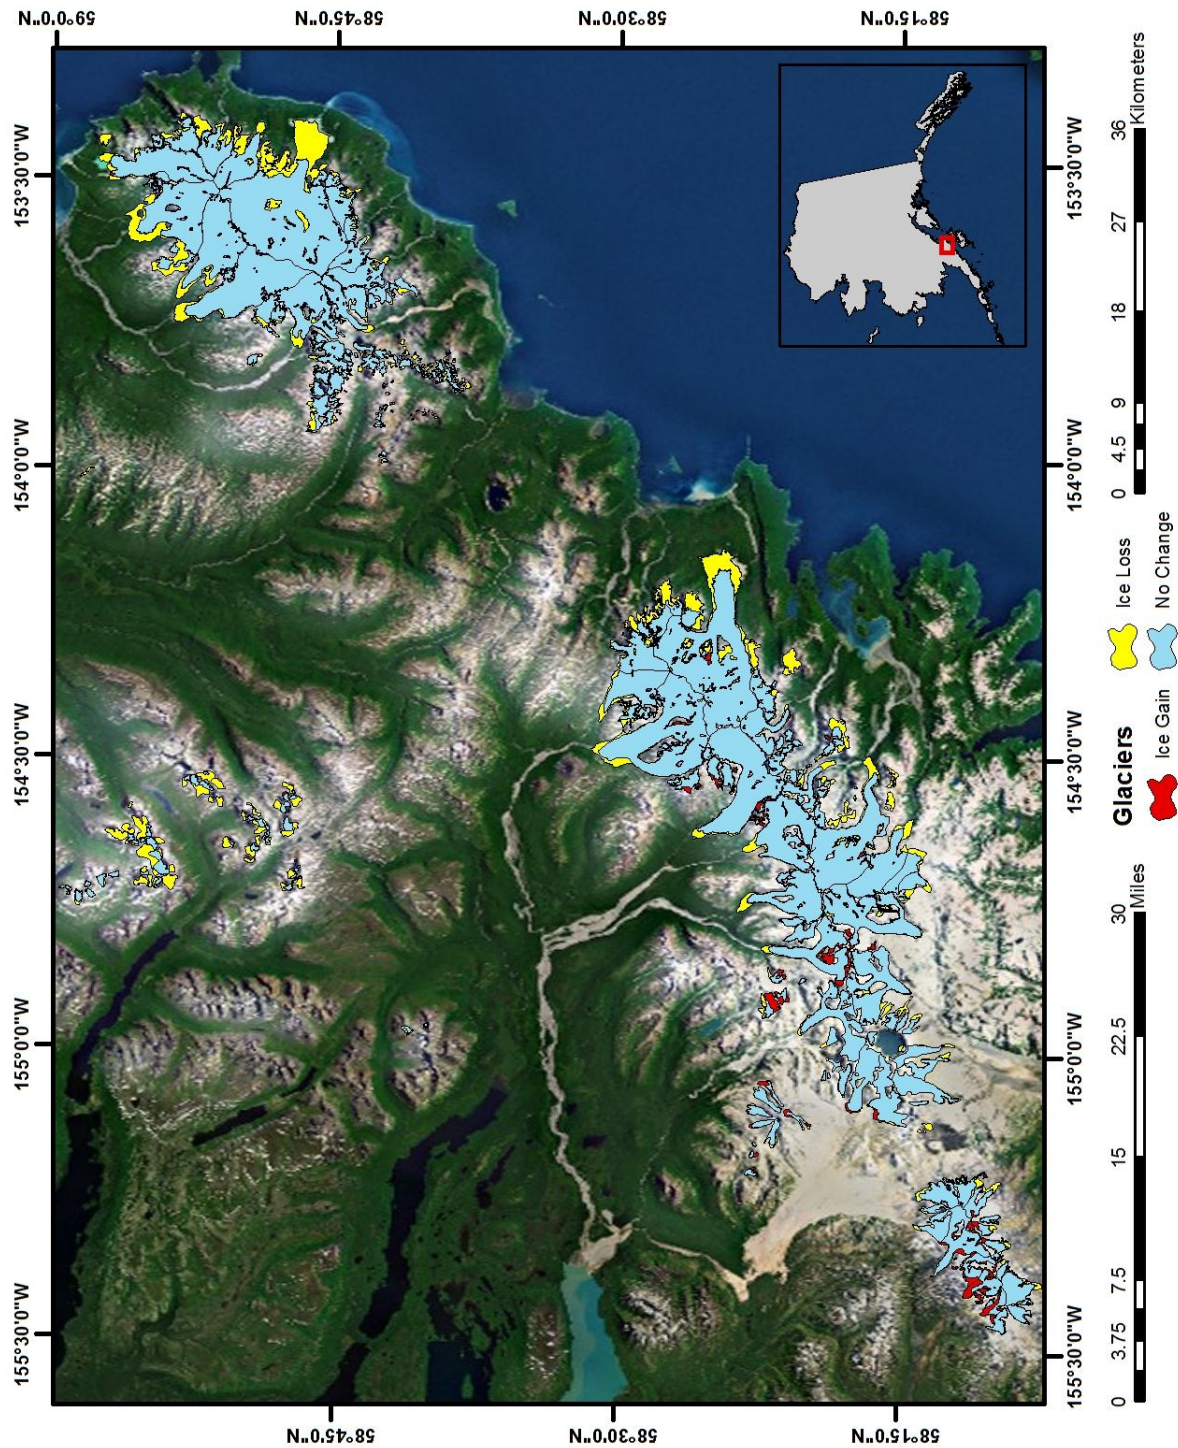 155°30'0"W 155°0'0"W 154°30'0"W 154°0'0"W 153°30'0"W
59°0'0"N
58°45'0"N
58°45'0"N
58°30'0"N
58°30'0"N
58°15'0"N
58°15'0"N
155°30'0"W 155°0'0"W 154°30'0"W 154°0'0"W 153°30'0"W
Glaciers
Ice Gain
Ice Loss
No Change
0 3.75 7.5 15 22.5 30 Miles
0 4.5 9 18 27 36 Kilometers